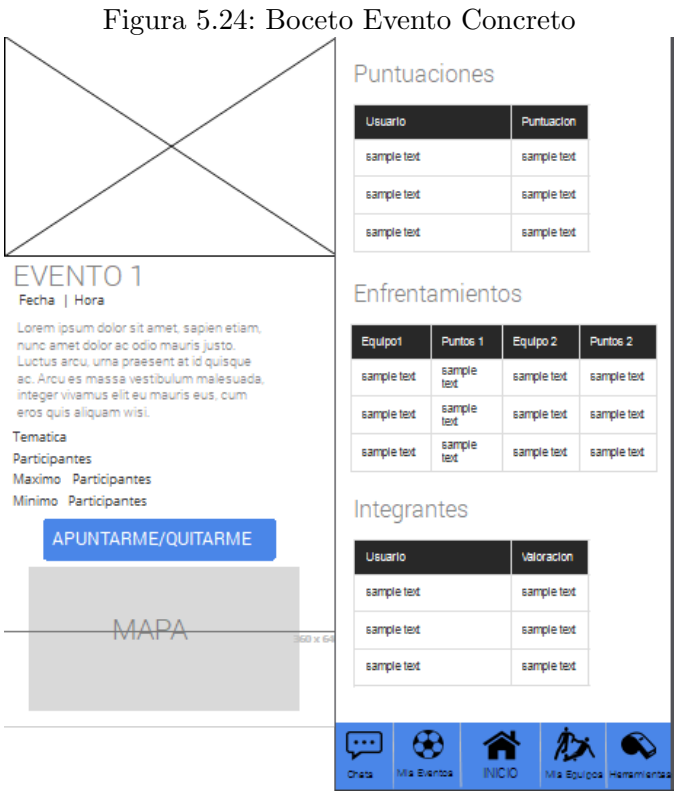 Figura 5.24: Boceto Evento Concreto
EVENTO 1
Fecha | Hora
Lorem ipsum dolor sit amet, sapien etiam,
nunc amet dolor ac odio mauris justo.
Luctus arcu, urna praesent at id quisque
ac. Arcu es massa vestibulum malesuada,
integer vivamus elit eu mauris eus, cum
eros quis aliquam wisi.
Tematica
Participantes
Maximo Participantes
Minimo Participantes
APUNTARME/QUITARME
MAPA
360 x 64
Puntuaciones
Usuario Puntuacion
sample text sample text
sample text sample text
sample text sample text
Enfrentamientos
Equipo1 Puntos 1 Equipo 2 Puntos 2
sample text sample text sample text sample text
sample text sample text sample text sample text
sample text sample text sample text sample text
Integrantes
Usuario Valoracion
sample text sample text
sample text sample text
sample text sample text
Chats Mis Eventos INICIO Mis Equipos Herramientas